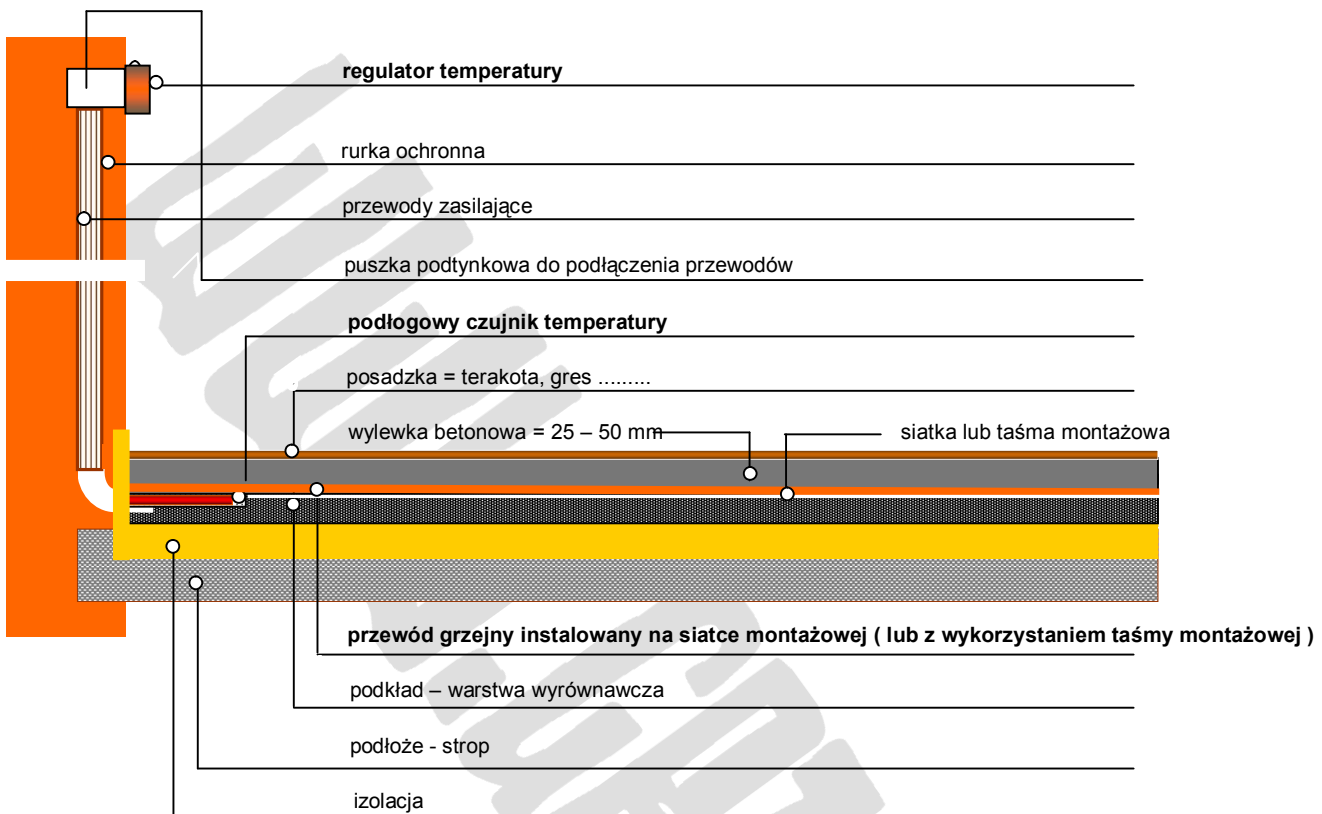 regulator temperatury
rurka ochronna
przewody zasilające
puszka podtynkowa do podłączenia przewodów
podłogowy czujnik temperatury
posadzka = terakota, gres .........
wylewka betonowa = 25 – 50 mm
siatka lub taśma montażowa
przewód grzejny instalowany na siatce montażowej ( lub z wykorzystaniem taśmy montażowej )
podkład – warstwa wyrównawcza
podłoże - strop
izolacja